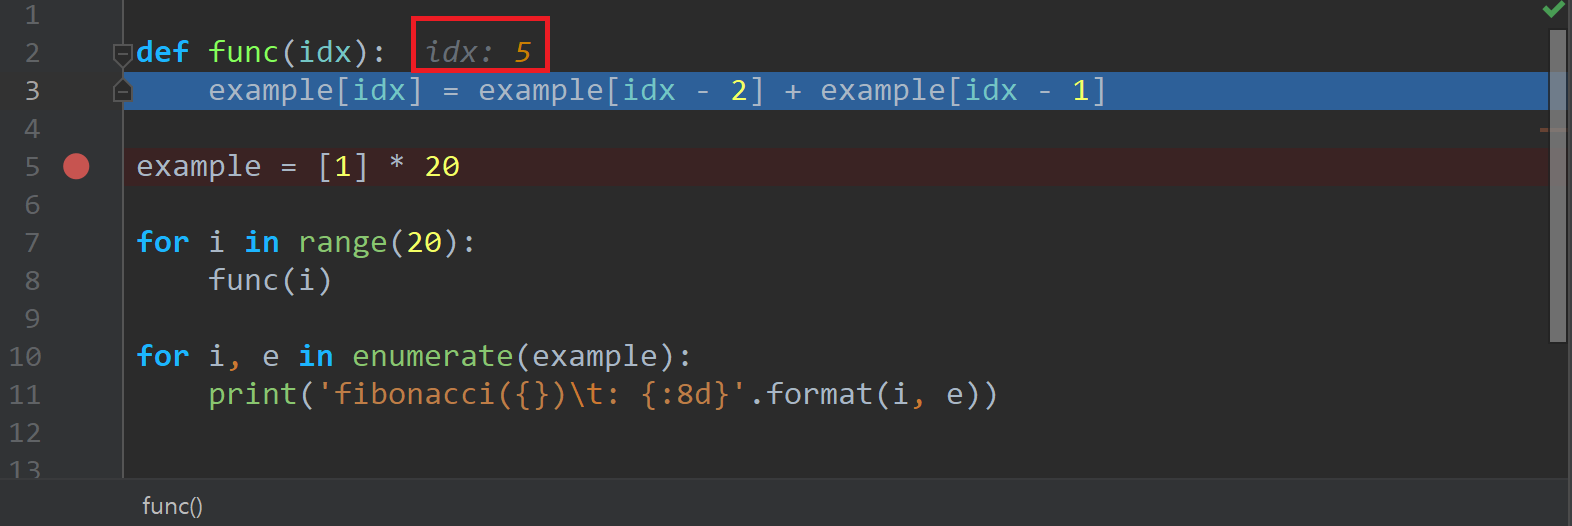 1
2 def func(idx): idx: 5
3 example[idx] = example[idx - 2] + example[idx - 1]
4
5 example = [1] * 20
6
7 for i in range(20):
8 func(i)
9
10 for i, e in enumerate(example):
11 print('fibonacci({})\t: {:8d}'.format(i, e))
12
13
func()